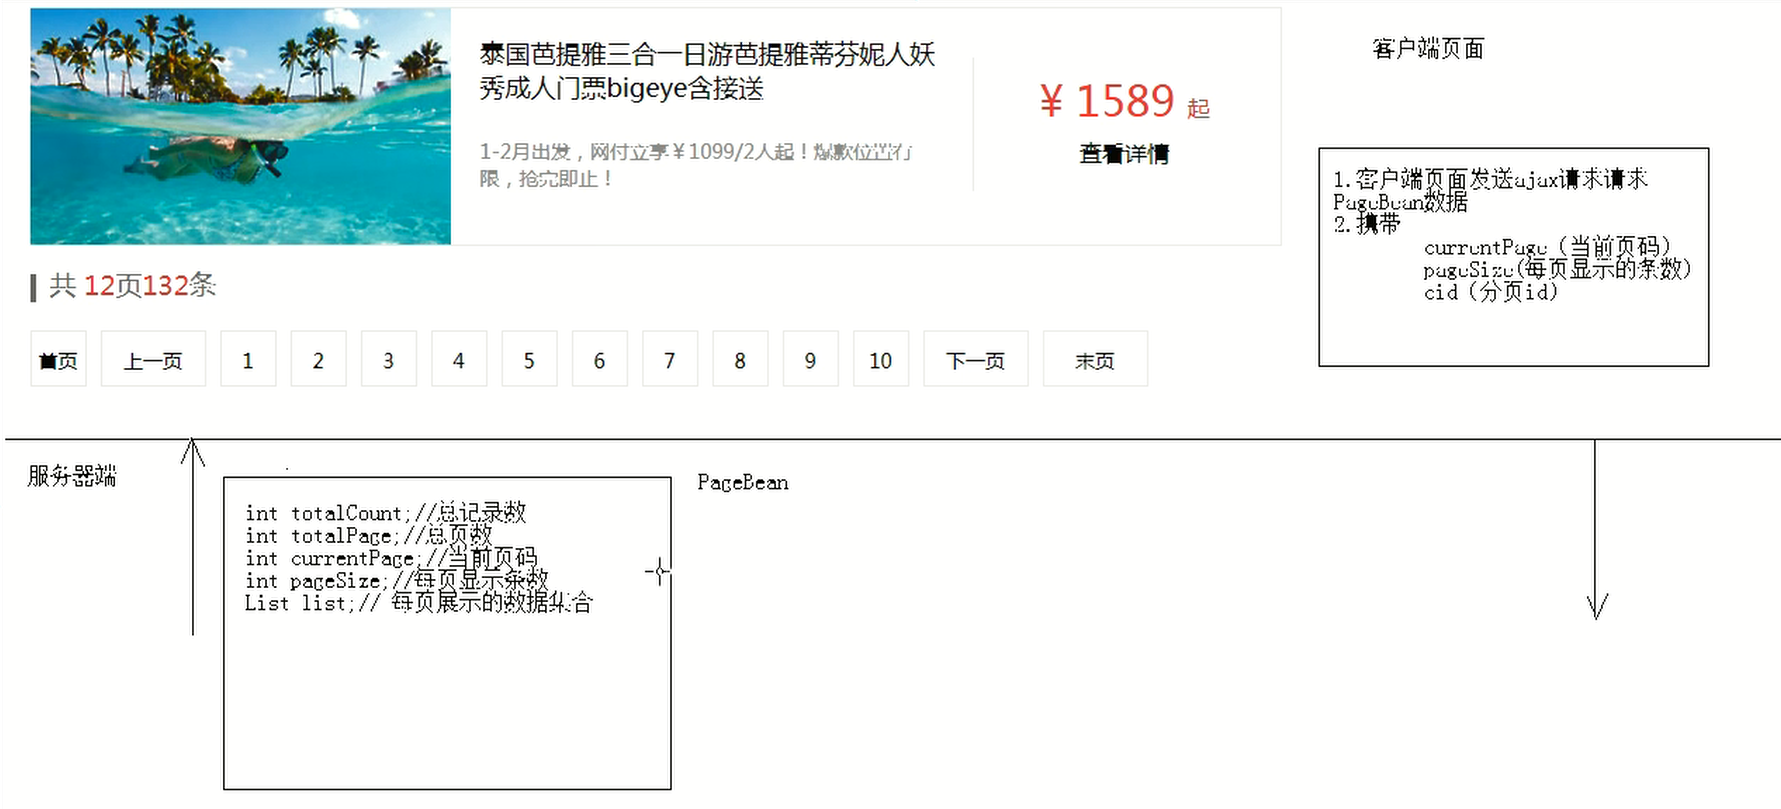 泰国芭提雅三合一日游芭提雅蒂芬妮人妖
秀成人门票bigeye含接送
1-2月出发，网付立享￥1099/2人起！爆款位置有
限，抢完即止！
¥ 1589 起
查看详情
共 12页132条
首页 上一页 1 2 3 4 5 6 7 8 9 10 下一页 末页
客户端页面
1.客户端页面发送ajax请求请求
PageBean数据
2.携带
currentPage（当前页码）
pageSize(每页显示的条数)
cid（分页id）
服务器端
PageBean
int totalCount;//总记录数
int totalPage;//总页数
int currentPage;//当前页码
int pageSize;//每页显示条数
List list;// 每页展示的数据集合